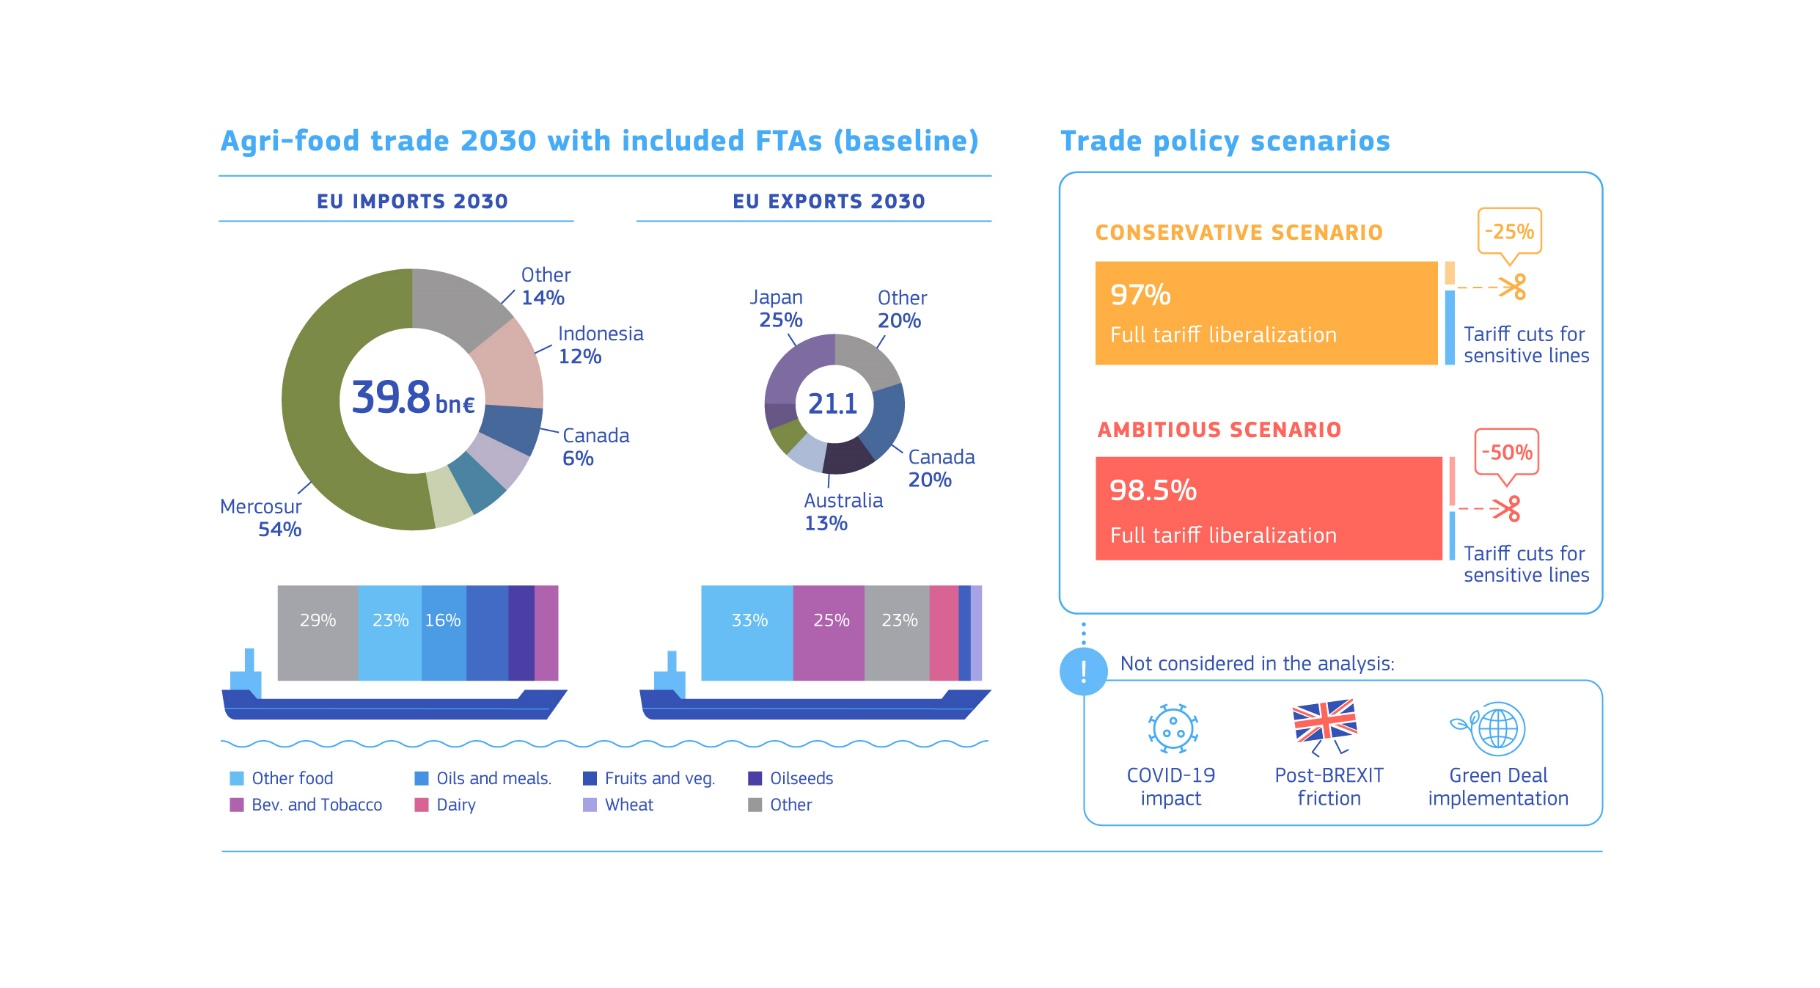 Agri-food trade 2030 with included FTAs (baseline)
EU IMPORTS 2030
Other
14%
Indonesia
12%
Canada
6%
Mercosur
54%
39.8 bn€
29%
23%
16%
EU EXPORTS 2030
Japan
25%
Other
20%
Canada
20%
Australia
13%
21.1
33%
25%
23%
Other food
Oils and meals.
Fruits and veg.
Oilseeds
Bev. and Tobacco
Dairy
Wheat
Other
Trade policy scenarios
CONSERVATIVE SCENARIO
-25%
97%
Full tariff liberalization
Tariff cuts for
sensitive lines
AMBITIOUS SCENARIO
-50%
98.5%
Full tariff liberalization
Tariff cuts for
sensitive lines
!
Not considered in the analysis:
COVID-19
impact
Post-BREXIT
friction
Green Deal
implementation